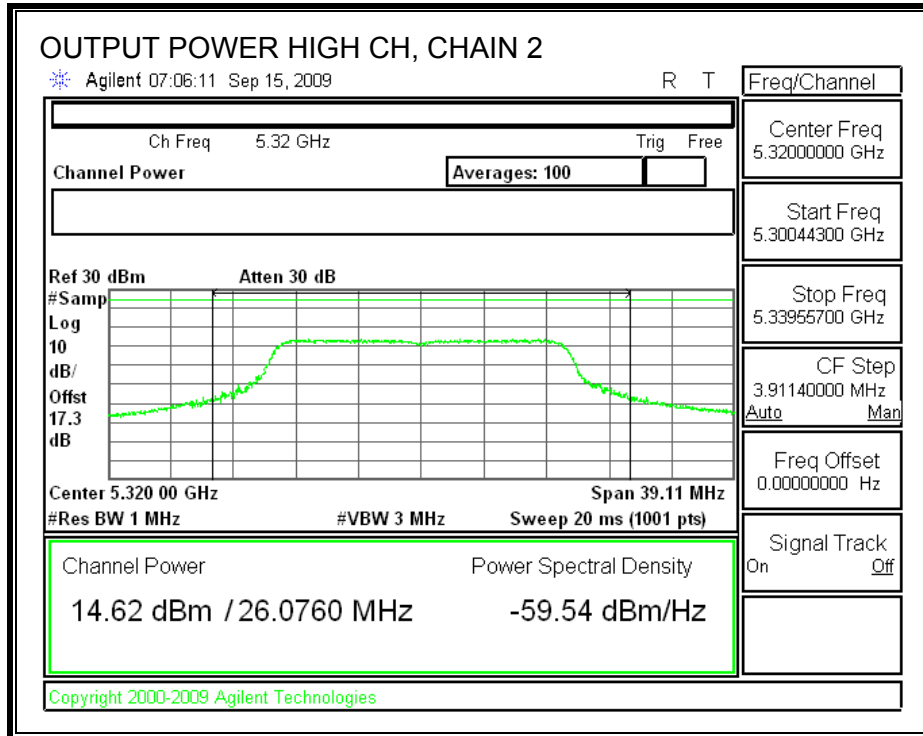 OUTPUT POWER HIGH CH, CHAIN 2
Agilent 07:06:11 Sep 15, 2009 R T
Freq/Channel
Ch Freq 5.32 GHz Trig Free
Channel Power Averages: 100
Center Freq
5.32000000 GHz
Start Freq
5.30044300 GHz
Stop Freq
5.33955700 GHz
CF Step
3.91140000 MHz
Auto Man
Freq Offset
0.00000000 Hz
Signal Track
On Off
Ref 30 dBm Atten 30 dB
#Samp
Log
10
dB/
Offst
17.3
dB
Center 5.320 00 GHz Span 39.11 MHz
#Res BW 1 MHz #VBW 3 MHz Sweep 20 ms (1001 pts)
Channel Power Power Spectral Density
14.62 dBm / 26.0760 MHz -59.54 dBm/Hz
Copyright 2000-2009 Agilent Technologies